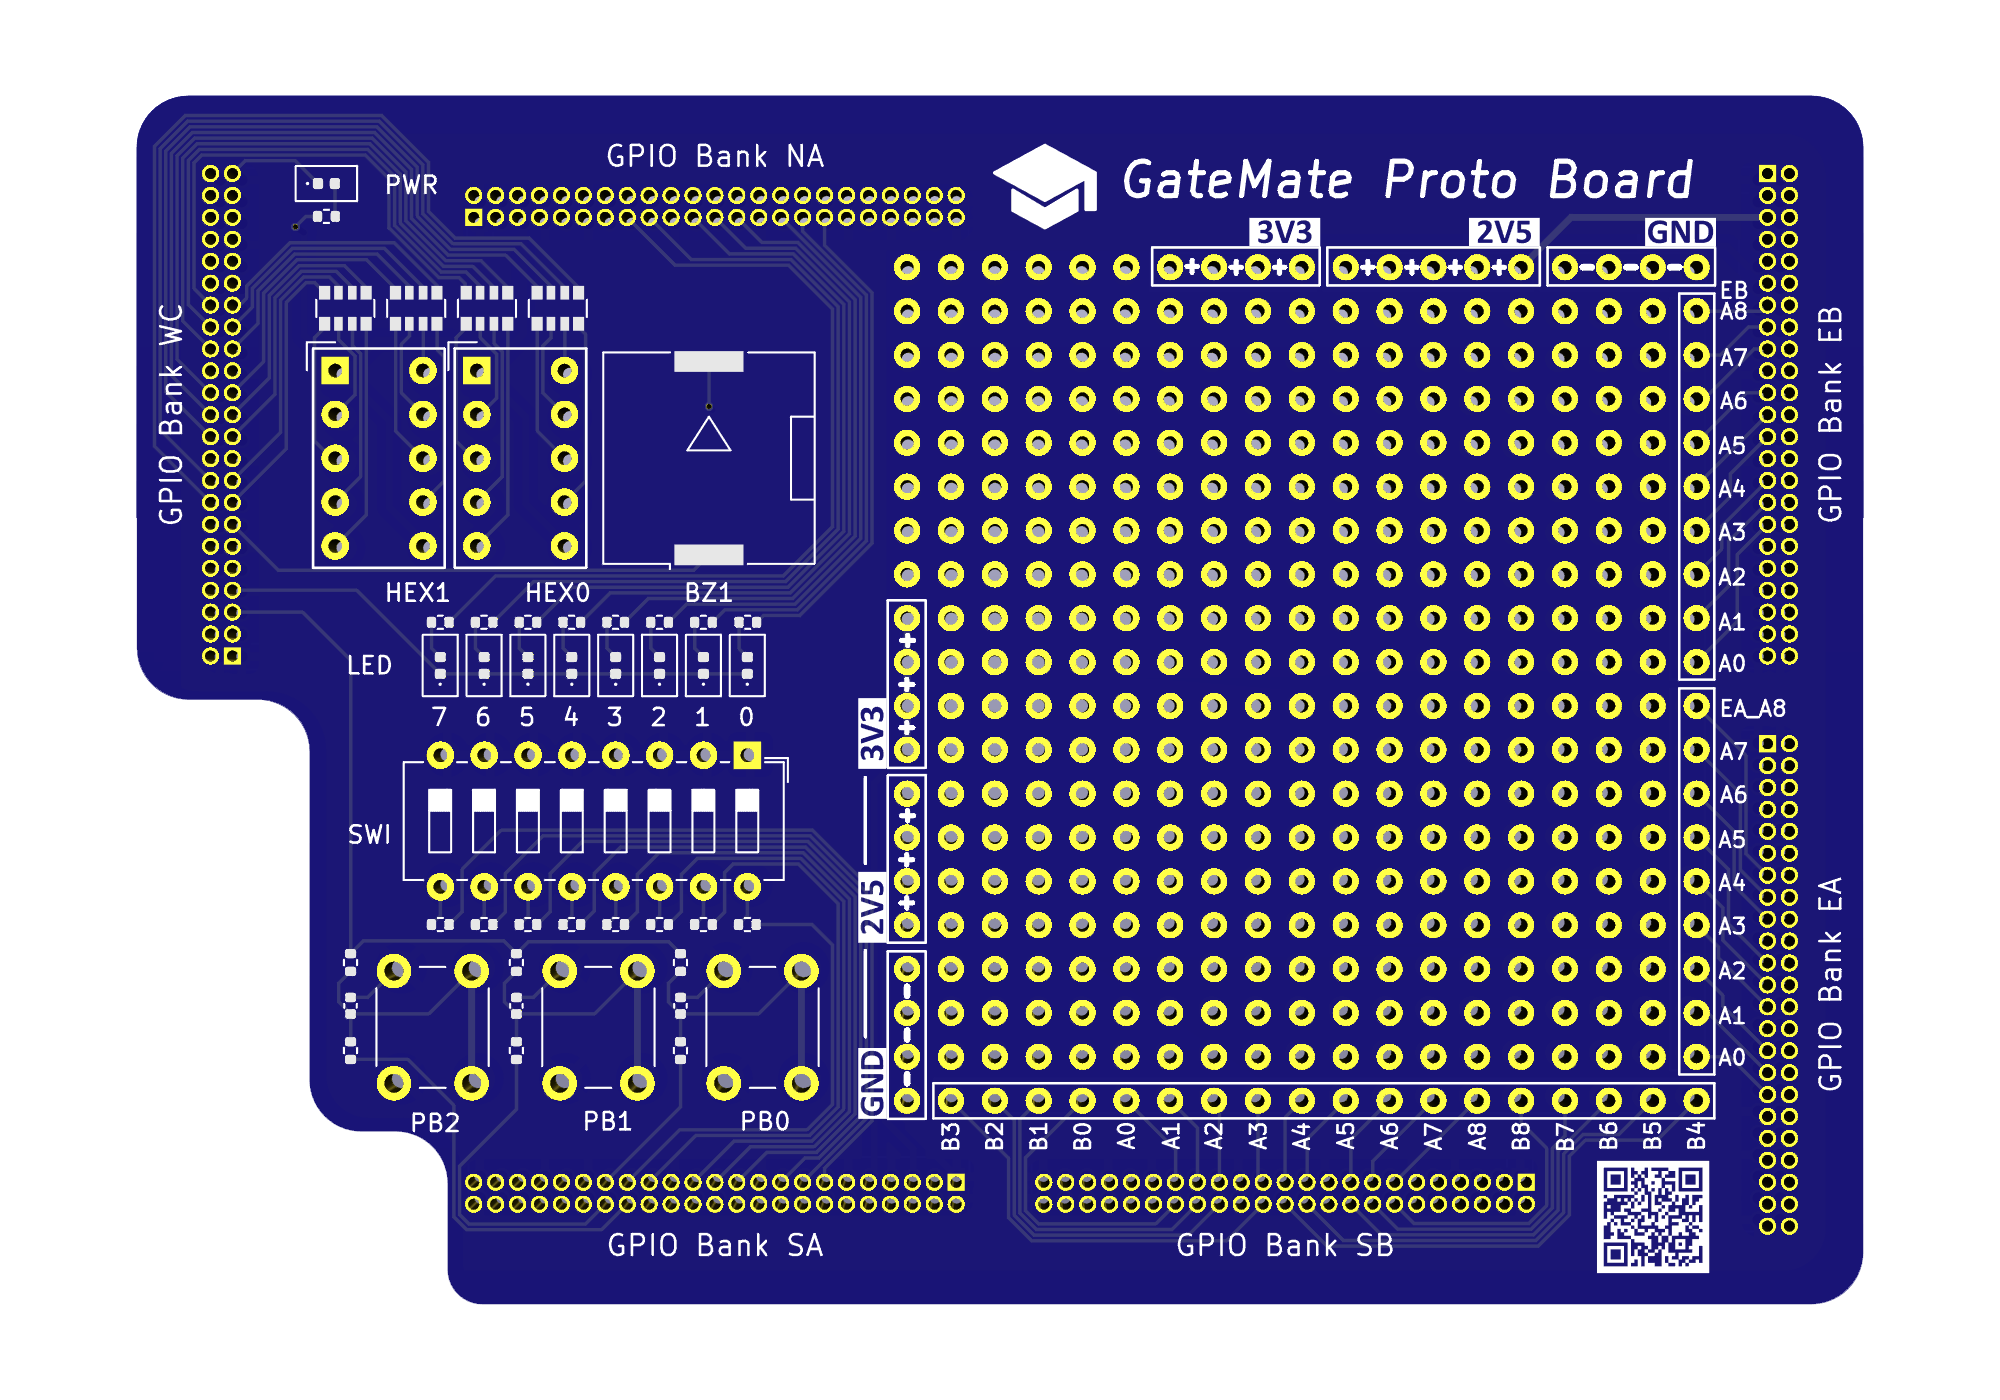 GPIO Bank NA
GateMate Proto Board
PWR
3V3
2V5
GND
+ + +
+ + + +
- - -
GPIO Bank WC
EB
A8
A7
A6
A5
A4
A3
A2
A1
A0
GPIO Bank EB
HEX1
HEX0
BZ1
LED
7 6 5 4 3 2 1 0
SWI
3V3
+ + +
2V5
+ + +
GND
- - -
EA_A8
A7
A6
A5
A4
A3
A2
A1
A0
GPIO Bank EA
PB2
PB1
PB0
B3 B2 B1 B0 A0 A1 A2 A3 A4 A5 A6 A7 A8 B8 B7 B6 B5 B4
GPIO Bank SA
GPIO Bank SB